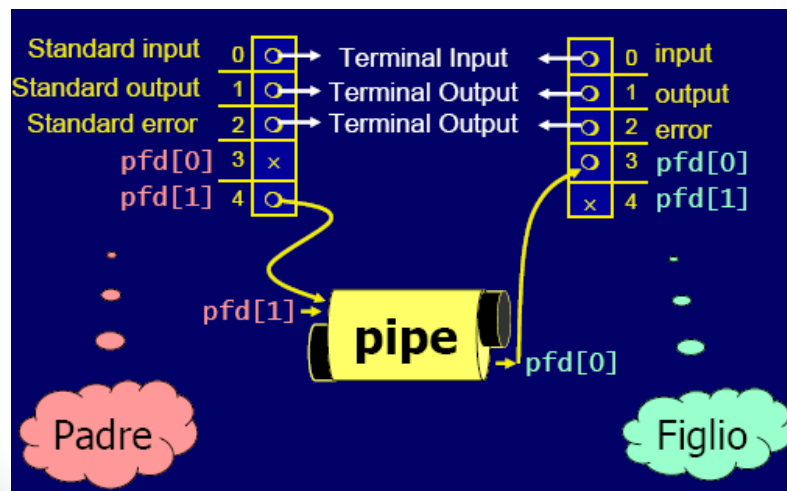 Standard input 0 Terminal Input 0 input
Standard output 1 Terminal Output 1 output
Standard error 2 Terminal Output 2 error
pfd[0] 3 × 3 pfd[0]
pfd[1] 4 × 4 pfd[1]
pfd[1]
pipe
pfd[0]
Padre
Figlio